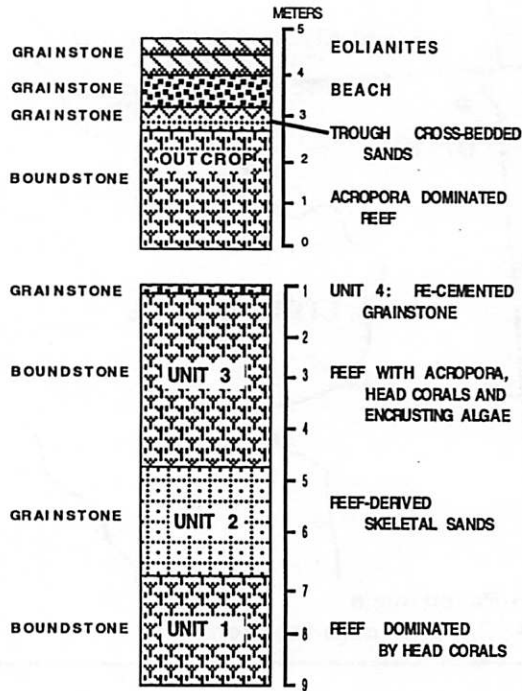 METERS
5
GRAINSTONE
EOLIANITES
4
GRAINSTONE
BEACH
GRAINSTONE
3
TROUGH CROSS-BEDDED
SANDS
OUTCROP
2
BOUNDSTONE
1
ACROPORA DOMINATED
REEF
0
GRAINSTONE
1
UNIT 4: RE-CEMENTED
GRAINSTONE
2
BOUNDSTONE
UNIT 3
3
REEF WITH ACROPORA,
HEAD CORALS AND
ENCRUSTING ALGAE
4
5
GRAINSTONE
UNIT 2
REEF-DERIVED
SKELETAL SANDS
6
7
BOUNDSTONE
UNIT 1
8
REEF DOMINATED
BY HEAD CORALS
9